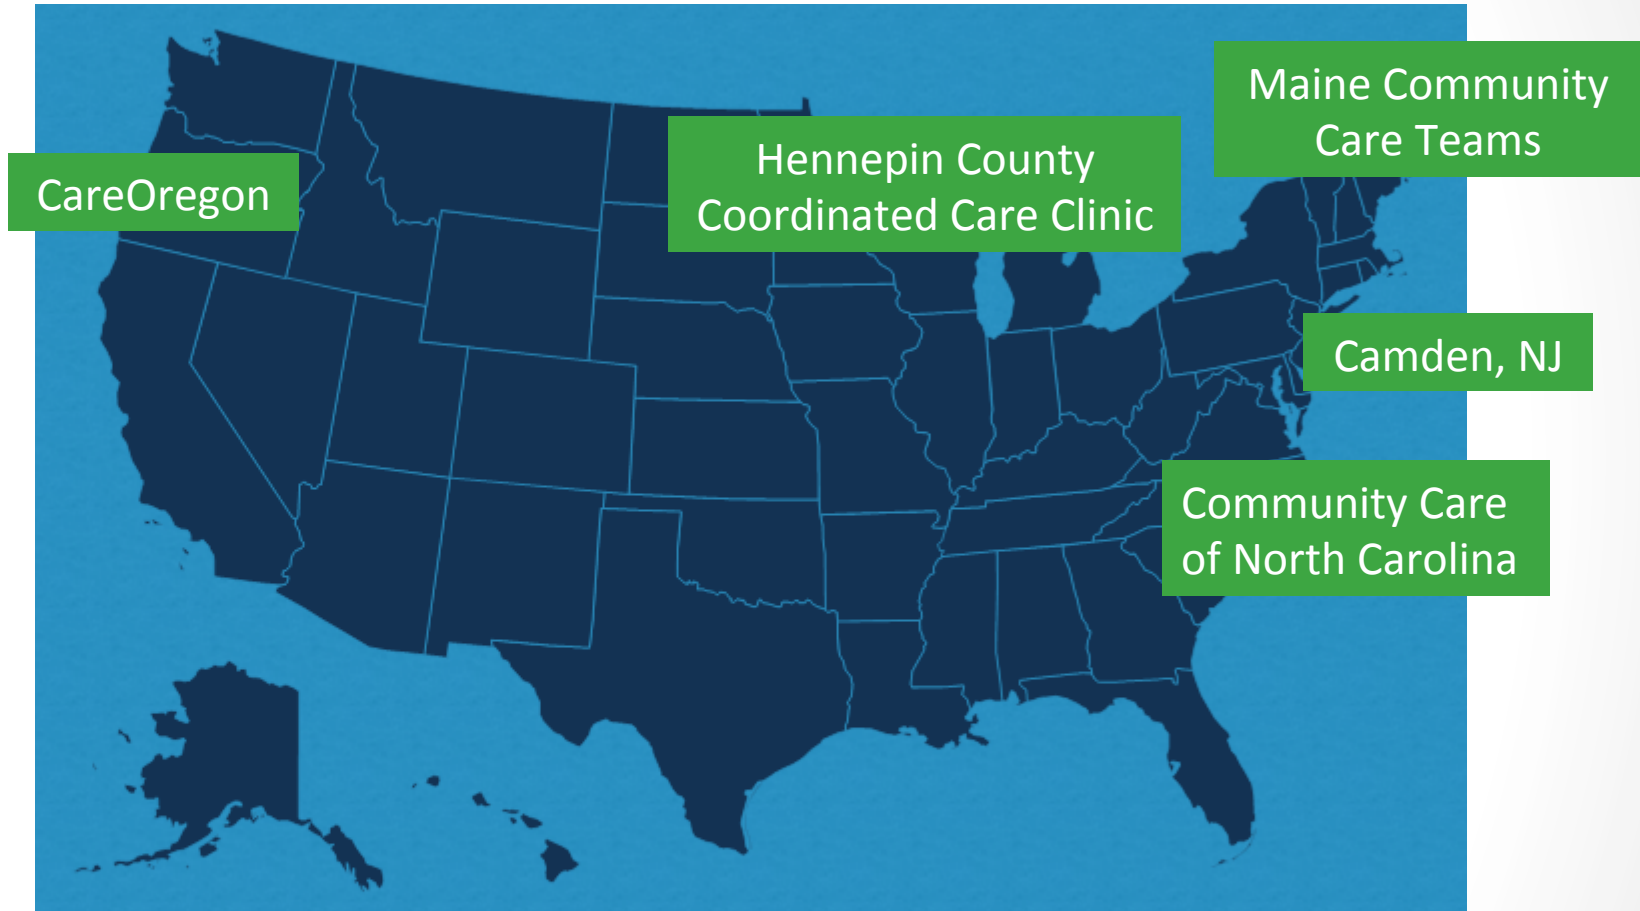 Maine Community
Care Teams
Hennepin County
Coordinated Care Clinic
CareOregon
Camden, NJ
Community Care
of North Carolina